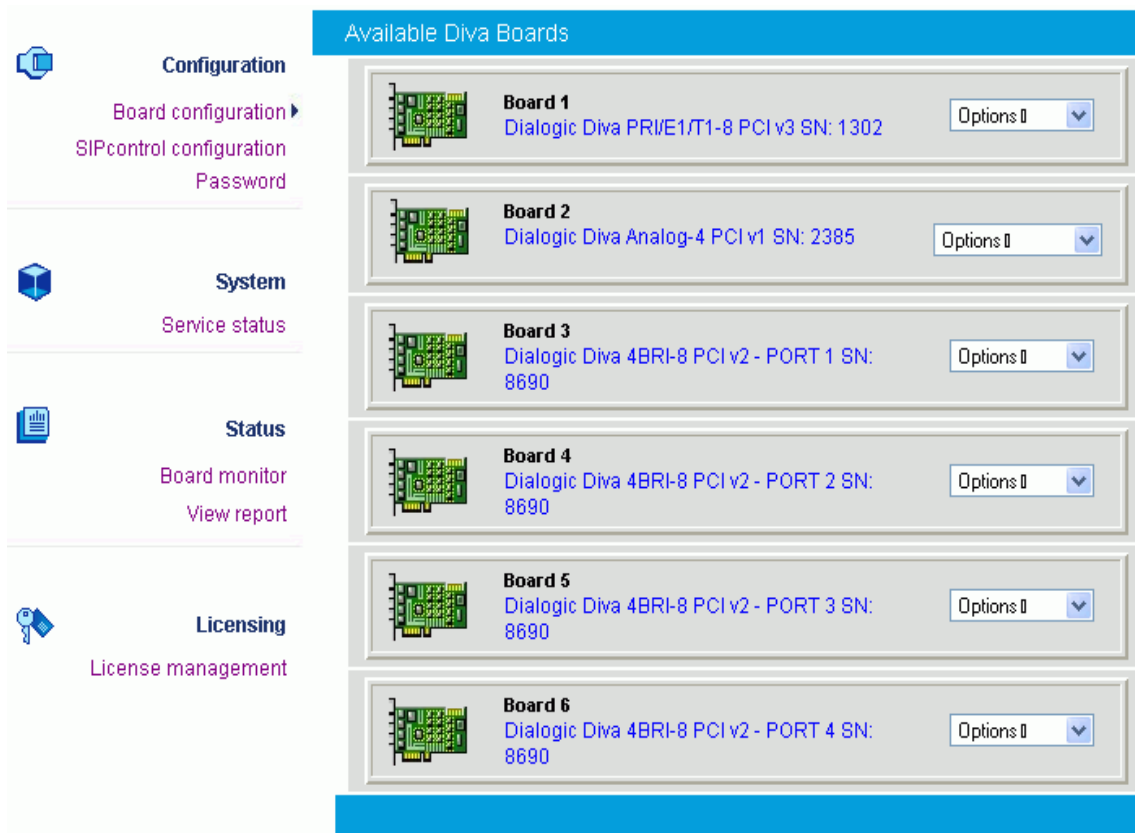 Available Diva Boards
Configuration
Board configuration
SIPcontrol configuration
Password
System
Service status
Status
Board monitor
View report
Licensing
License management
Board 1
Dialogic Diva PRI/E1/T1-8 PCI v3 SN: 1302
Options
Board 2
Dialogic Diva Analog-4 PCI v1 SN: 2385
Options
Board 3
Dialogic Diva 4BRI-8 PCI v2 - PORT 1 SN:
8690
Options
Board 4
Dialogic Diva 4BRI-8 PCI v2 - PORT 2 SN:
8690
Options
Board 5
Dialogic Diva 4BRI-8 PCI v2 - PORT 3 SN:
8690
Options
Board 6
Dialogic Diva 4BRI-8 PCI v2 - PORT 4 SN:
8690
Options